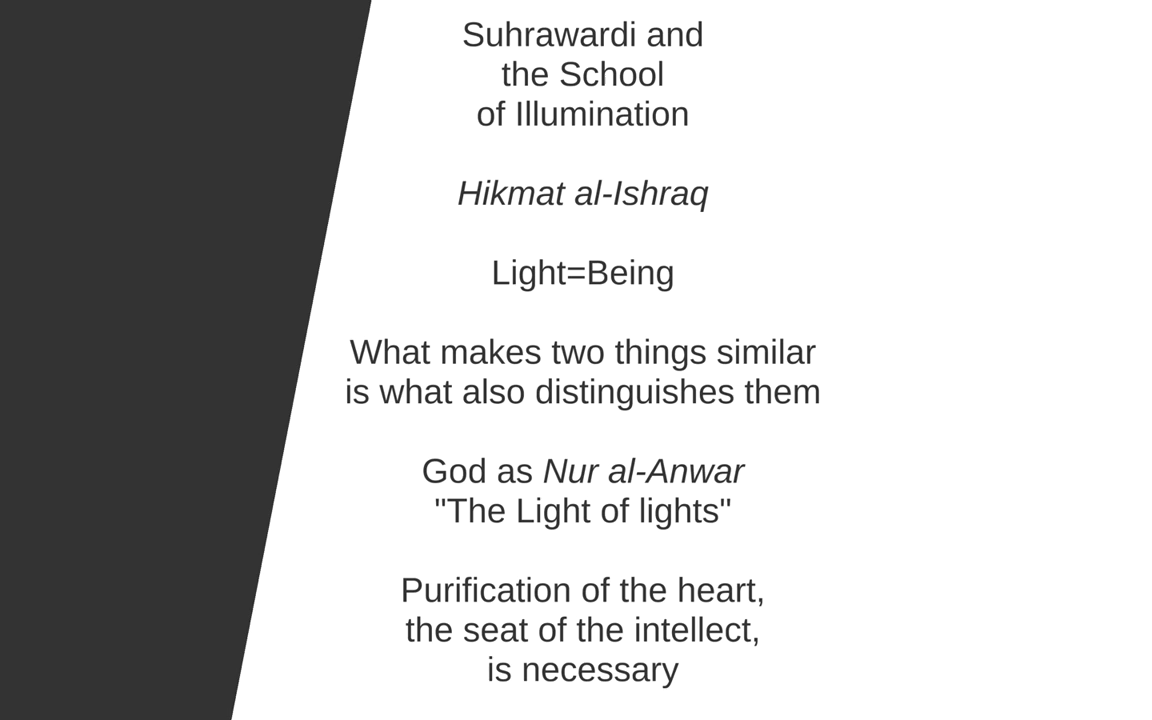 Suhrawardi and
the School
of Illumination
Hikmat al-Ishraq
Light=Being
What makes two things similar
is what also distinguishes them
God as Nur al-Anwar
"The Light of lights"
Purification of the heart,
the seat of the intellect,
is necessary